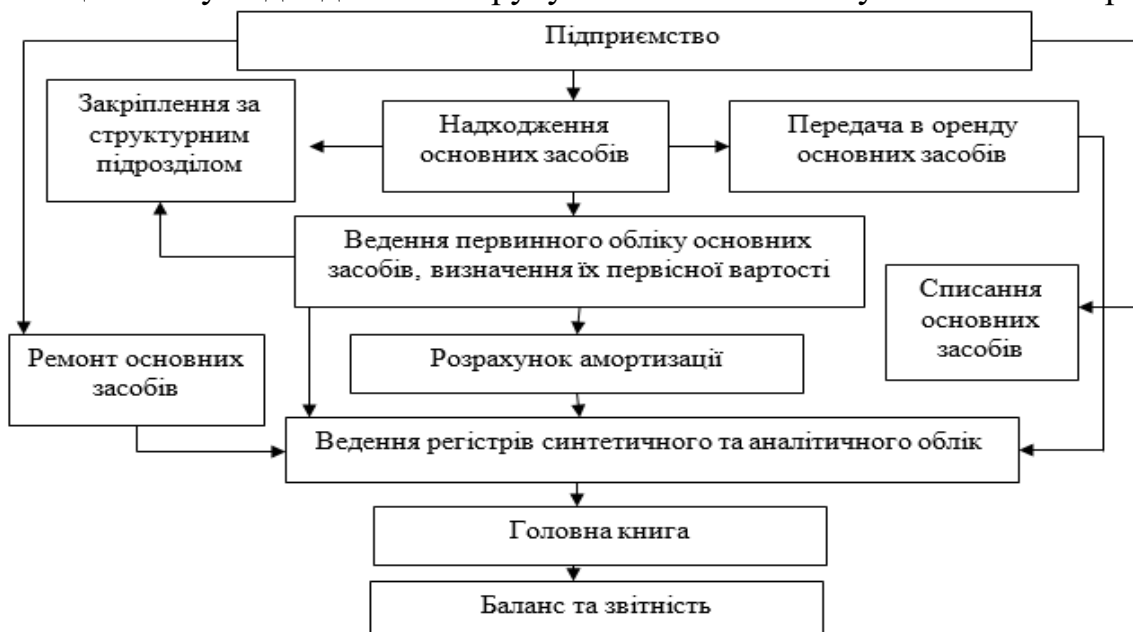 Підприємство
Закріплення за
структурним
підрозділом
Надходження
основних засобів
Передача в оренду
основних засобів
Ведення первинного обліку основних
засобів, визначення їх первісної вартості
Списання
основних
засобів
Ремонт основних
засобів
Розрахунок амортизації
Ведення регістрів синтетичного та аналітичного облік
Головна книга
Баланс та звітність